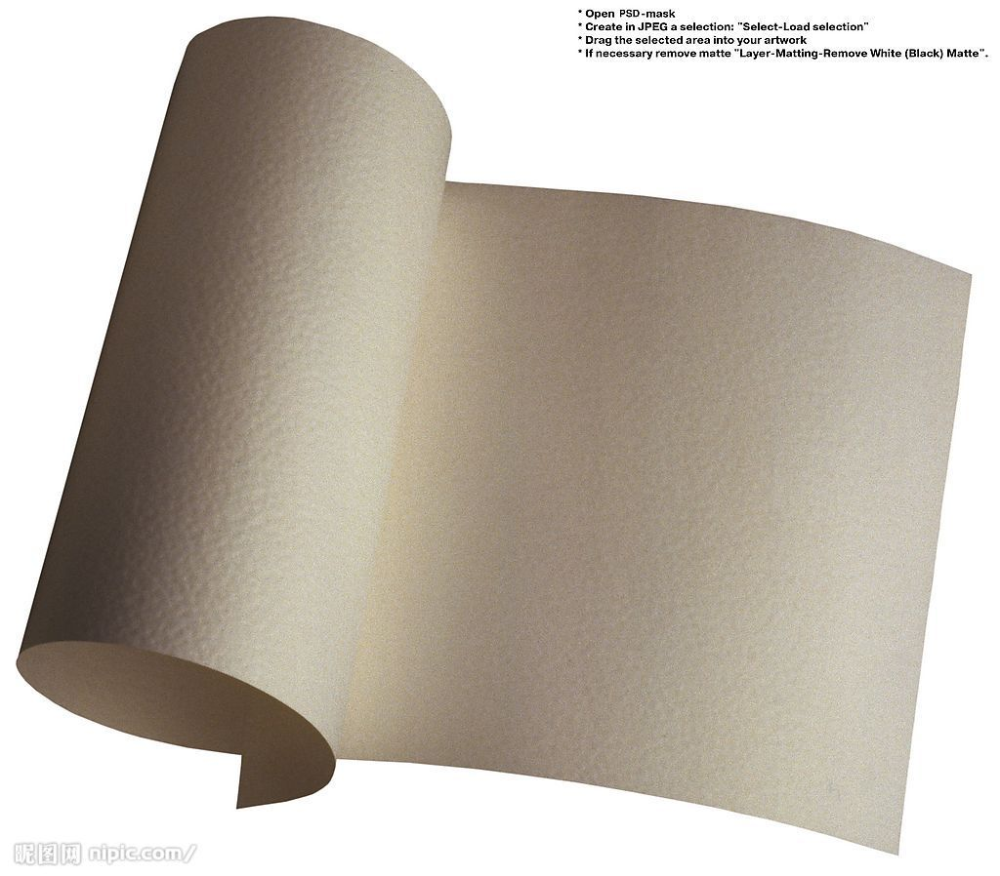 * Open PSD-mask
* Create in JPEG a selection: "Select-Load selection"
* Drag the selected area into your artwork
* If necessary remove matte "Layer-Matting-Remove White (Black) Matte".
昵图网 nipic.com/